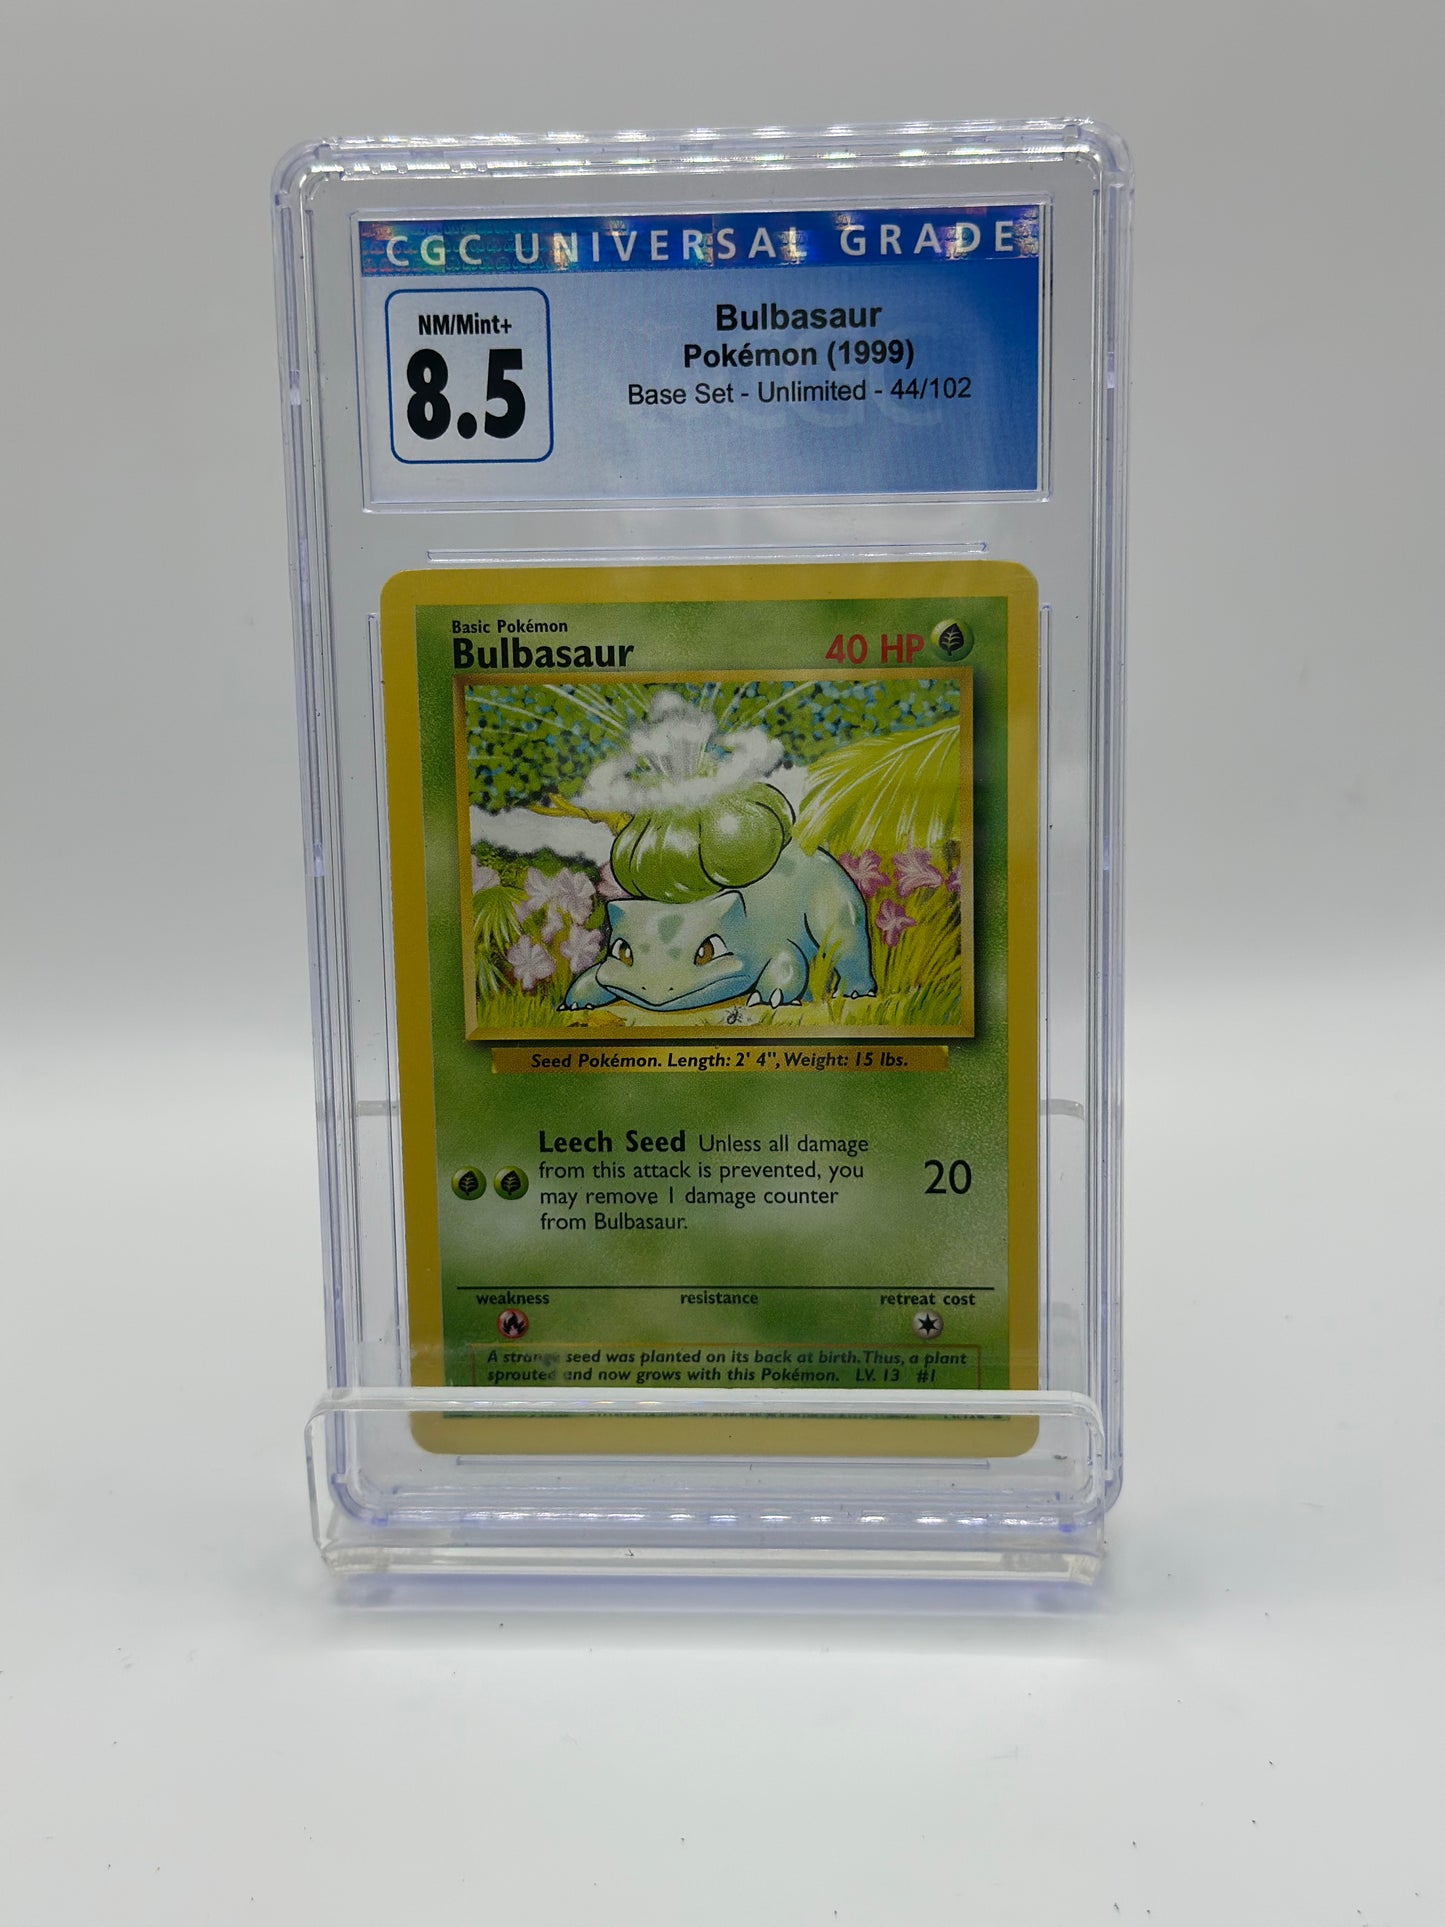 CGC UNIVERSAL GRADE
NM/Mint+
8.5
Bulbasaur
Pokémon (1999)
Base Set - Unlimited - 44/102
Basic Pokémon
Bulbasaur
40 HP
Seed Pokémon. Length: 2' 4", Weight: 15 lbs.
Leech Seed Unless all damage
from this attack is prevented, you
may remove 1 damage counter
from Bulbasaur.
20
weakness
resistance
retreat cost
A strange seed was planted on its back at birth. Thus, a plant
sprouted and now grows with this Pokémon. LV. 13 #1